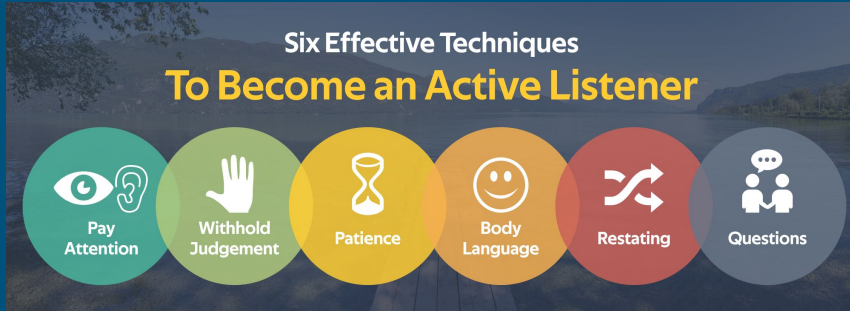 Six Effective Techniques
To Become an Active Listener
Pay
Attention
Withhold
Judgement
Patience
Body
Language
Restating
Questions